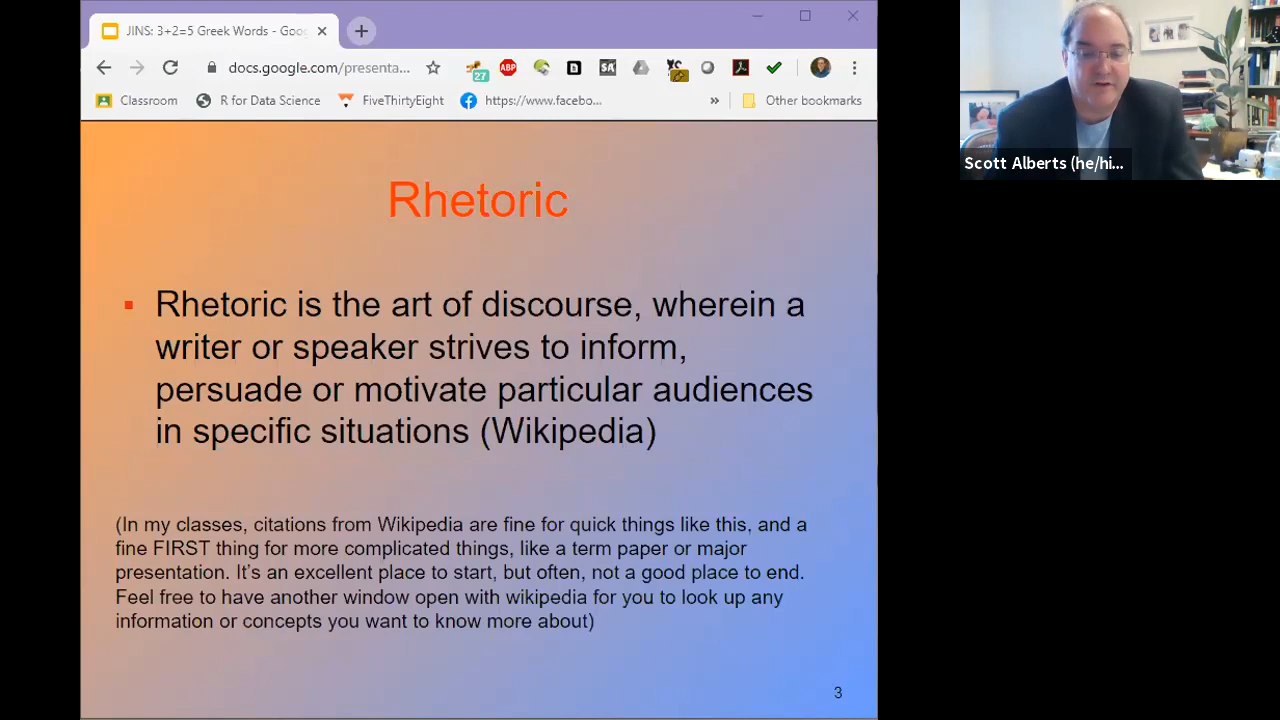 JINS: 3+2=5 Greek Words - Goo
docs.google.com/presenta...
27
ABP
Classroom
R for Data Science
FiveThirtyEight
https://www.facebo...
»
Other bookmarks
Scott Alberts (he/hi...
Rhetoric
▪ Rhetoric is the art of discourse, wherein a
writer or speaker strives to inform,
persuade or motivate particular audiences
in specific situations (Wikipedia)
(In my classes, citations from Wikipedia are fine for quick things like this, and a
fine FIRST thing for more complicated things, like a term paper or major
presentation. It's an excellent place to start, but often, not a good place to end.
Feel free to have another window open with wikipedia for you to look up any
information or concepts you want to know more about)
3